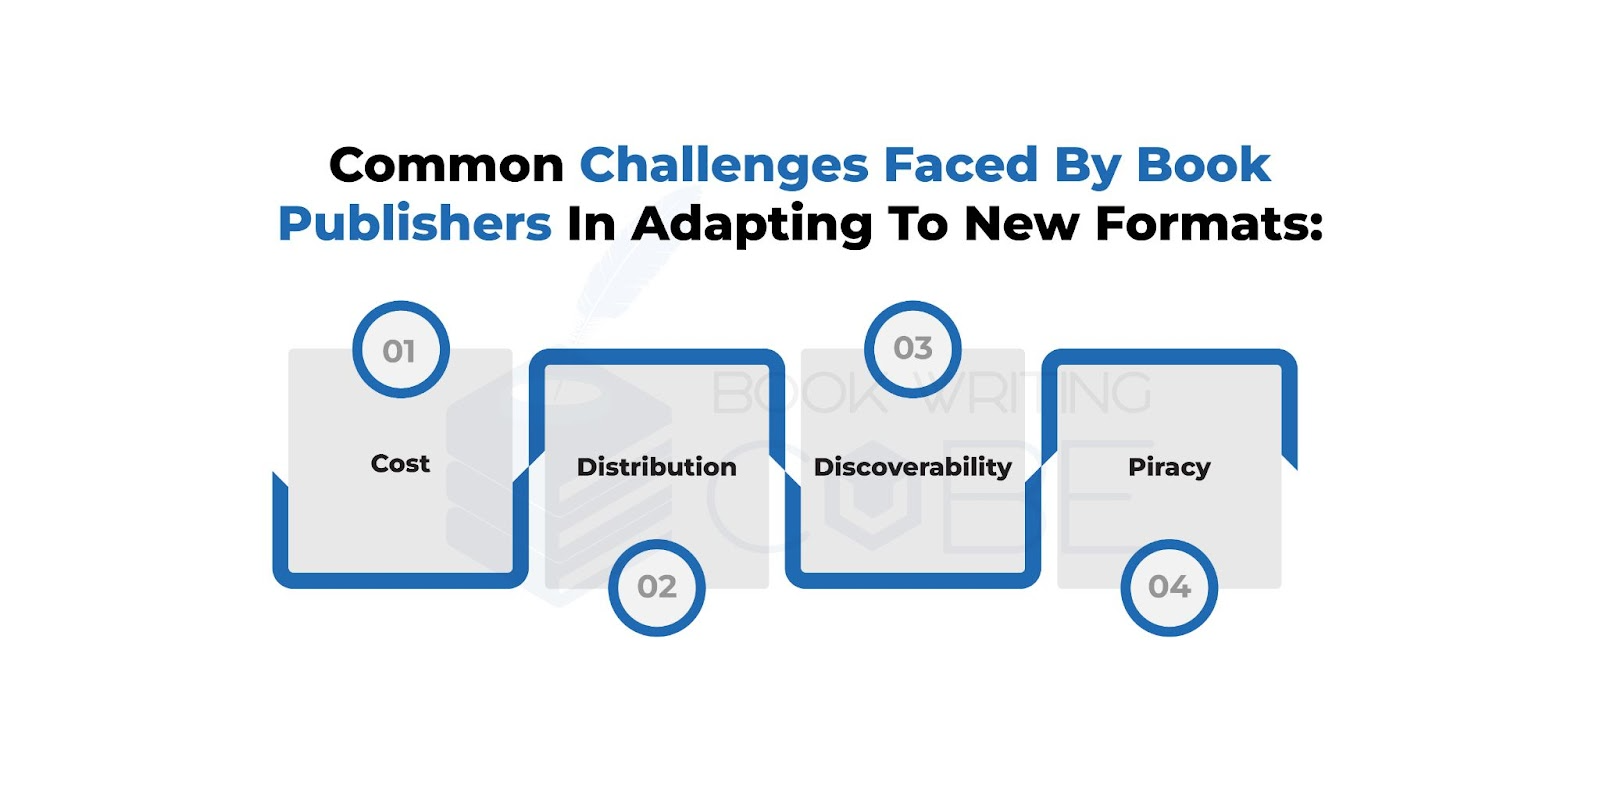 Common Challenges Faced By Book
Publishers In Adapting To New Formats:
01
Cost
02
Distribution
03
Discoverability
04
Piracy
BOOK WRITING
CUBE